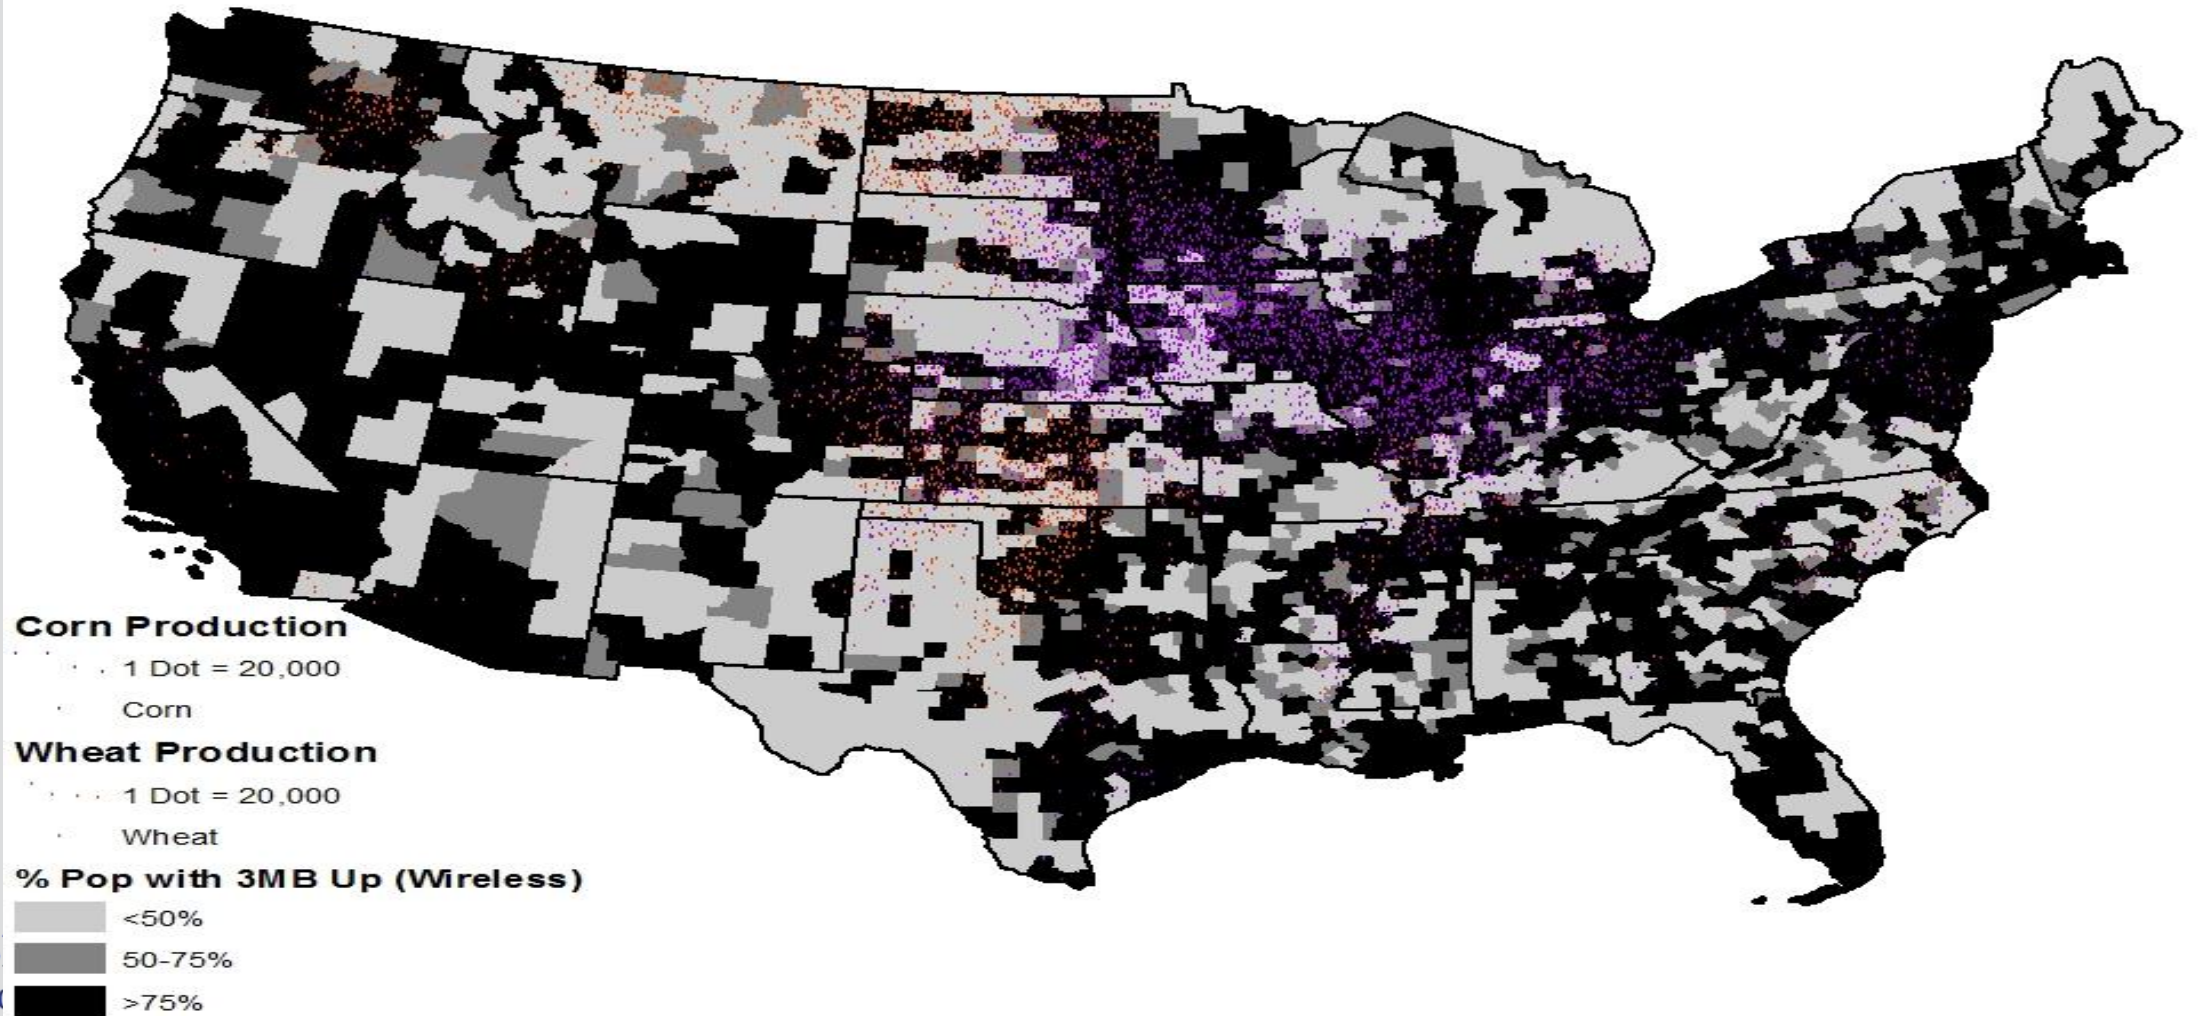 Corn Production
1 Dot = 20,000
Corn
Wheat Production
1 Dot = 20,000
Wheat
% Pop with 3MB Up (Wireless)
<50%
50-75%
>75%